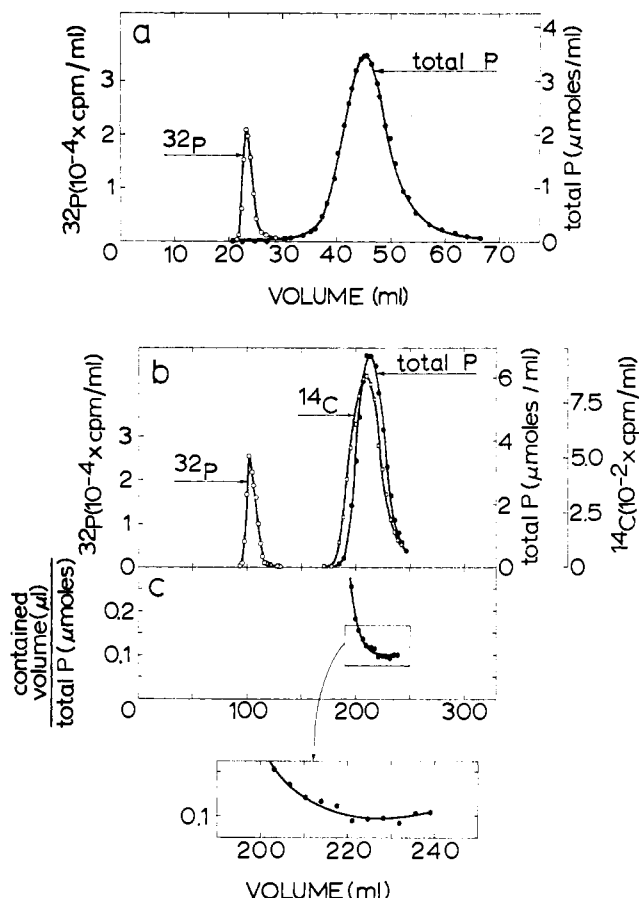 a
32P(10-4x cpm/ml)
3
2
1
0
32P
total P
4
3
2
1
0
total P (μmoles/ml)
10 20 30 40 50 60 70
VOLUME (ml)
b
32P(10-4x cpm/ml)
3
2
1
0
32P
14C
total P
6
4
2
0
total P (μmoles/ml)
7.5
5.0
2.5
0
14C(10-2x cpm/ml)
c
contained
volume(μl)
total P (μmoles)
0,2
0,1
0 100 200 300
0.1
200 220 240
VOLUME (ml)